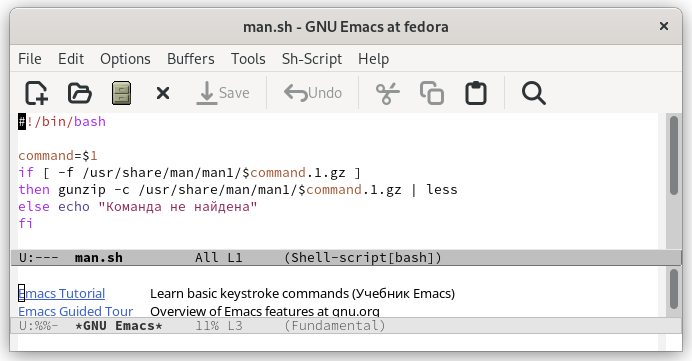 man.sh - GNU Emacs at fedora
File Edit Options Buffers Tools Sh-Script Help
Save Undo
#!/bin/bash
command=$1
if [ -f /usr/share/man/man1/$command.1.gz ]
then gunzip -c /usr/share/man/man1/$command.1.gz | less
else echo "Команда не найдена"
fi
U:--- man.sh All L1 (Shell-script[bash])
Emacs Tutorial Learn basic keystroke commands (Учебник Emacs)
Emacs Guided Tour Overview of Emacs features at gnu.org
U:%%- *GNU Emacs* 11% L3 (Fundamental)